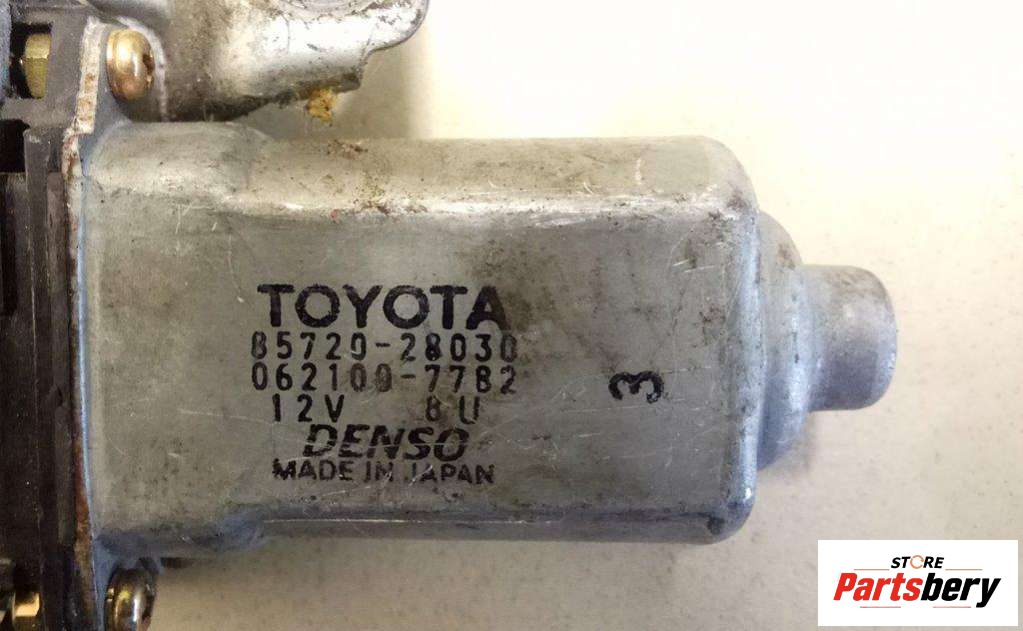 TOYOTA
85720-28030
062100-7782
12V 8U
DENSO
MADE IN JAPAN
3
STORE
Partsbery